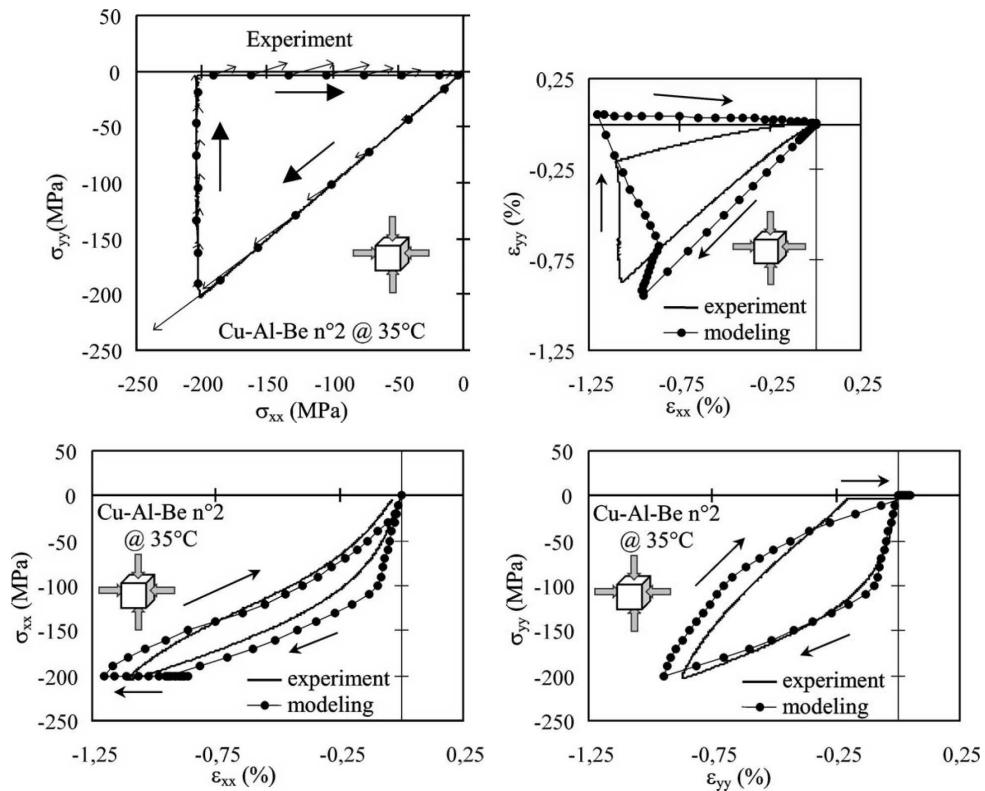 50
0
-50
-100
-150
-200
-250
σyy(MPa)
Experiment
Cu-Al-Be n°2 @ 35°C
-250 -200 -150 -100 -50 0
σxx (MPa)
0,25
-0,25
-0,75
-1,25
εyy (%)
experiment
modeling
-1,25 -0,75 -0,25 0,25
εxx (%)
50
0
-50
-100
-150
-200
-250
σxx (MPa)
Cu-Al-Be n°2
@ 35°C
experiment
modeling
-1,25 -0,75 -0,25 0,25
εxx (%)
50
0
-50
-100
-150
-200
-250
σyy (MPa)
Cu-Al-Be n°2
@ 35°C
experiment
modeling
-1,25 -0,75 -0,25 0,25
εyy (%)